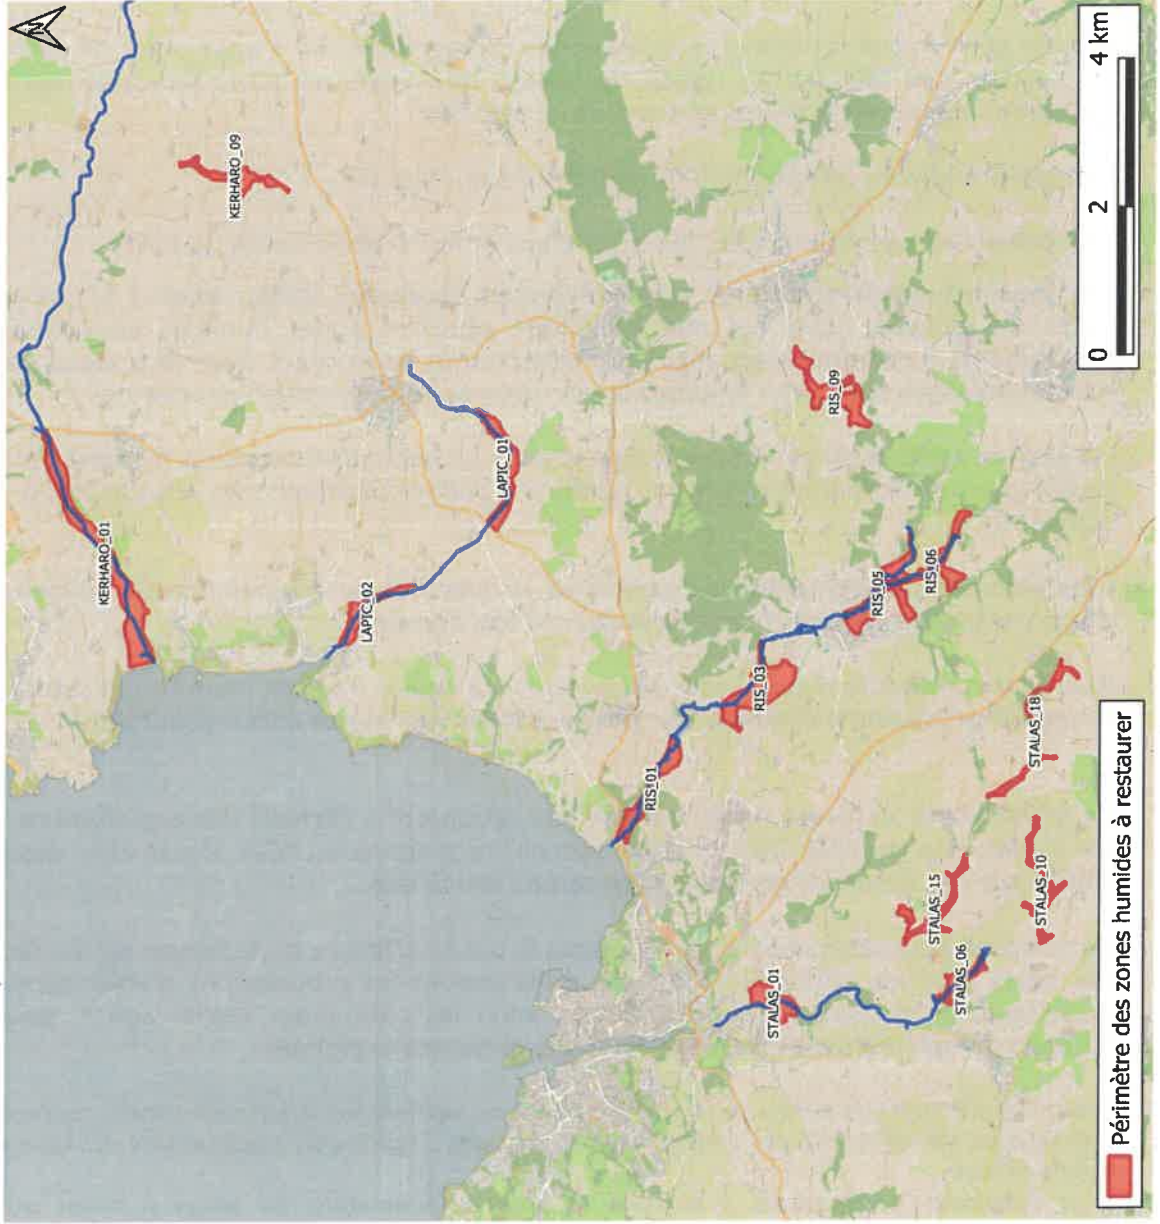 N
KERHARO_01
KERHARO_09
LAPIC_02
LAPIC_01
RIS_01
RIS_03
STALAS_01
RIS_09
RIS_05
STALAS_15
RIS_06
STALAS_06
STALAS_10
STALAS_18
0 2 4 km
Périmètre des zones humides à restaurer